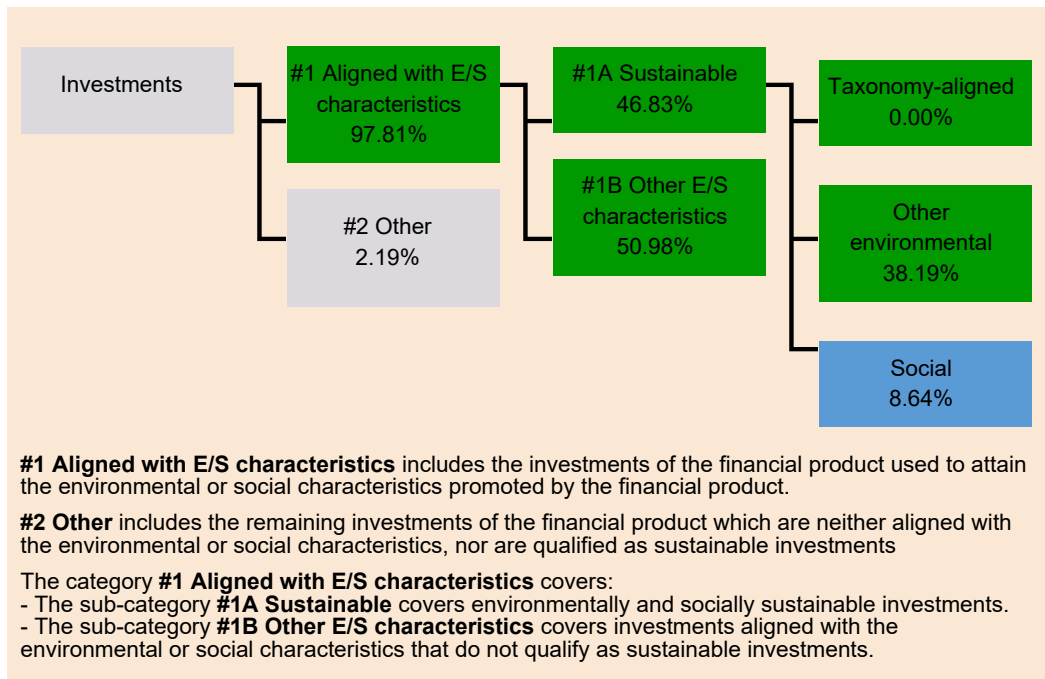 Investments
#1 Aligned with E/S
characteristics
97.81%
#2 Other
2.19%
#1A Sustainable
46.83%
#1B Other E/S
characteristics
50.98%
Taxonomy-aligned
0.00%
Other
environmental
38.19%
Social
8.64%
#1 Aligned with E/S characteristics includes the investments of the financial product used to attain
the environmental or social characteristics promoted by the financial product.
#2 Other includes the remaining investments of the financial product which are neither aligned with
the environmental or social characteristics, nor are qualified as sustainable investments
The category #1 Aligned with E/S characteristics covers:
- The sub-category #1A Sustainable covers environmentally and socially sustainable investments.
- The sub-category #1B Other E/S characteristics covers investments aligned with the
environmental or social characteristics that do not qualify as sustainable investments.